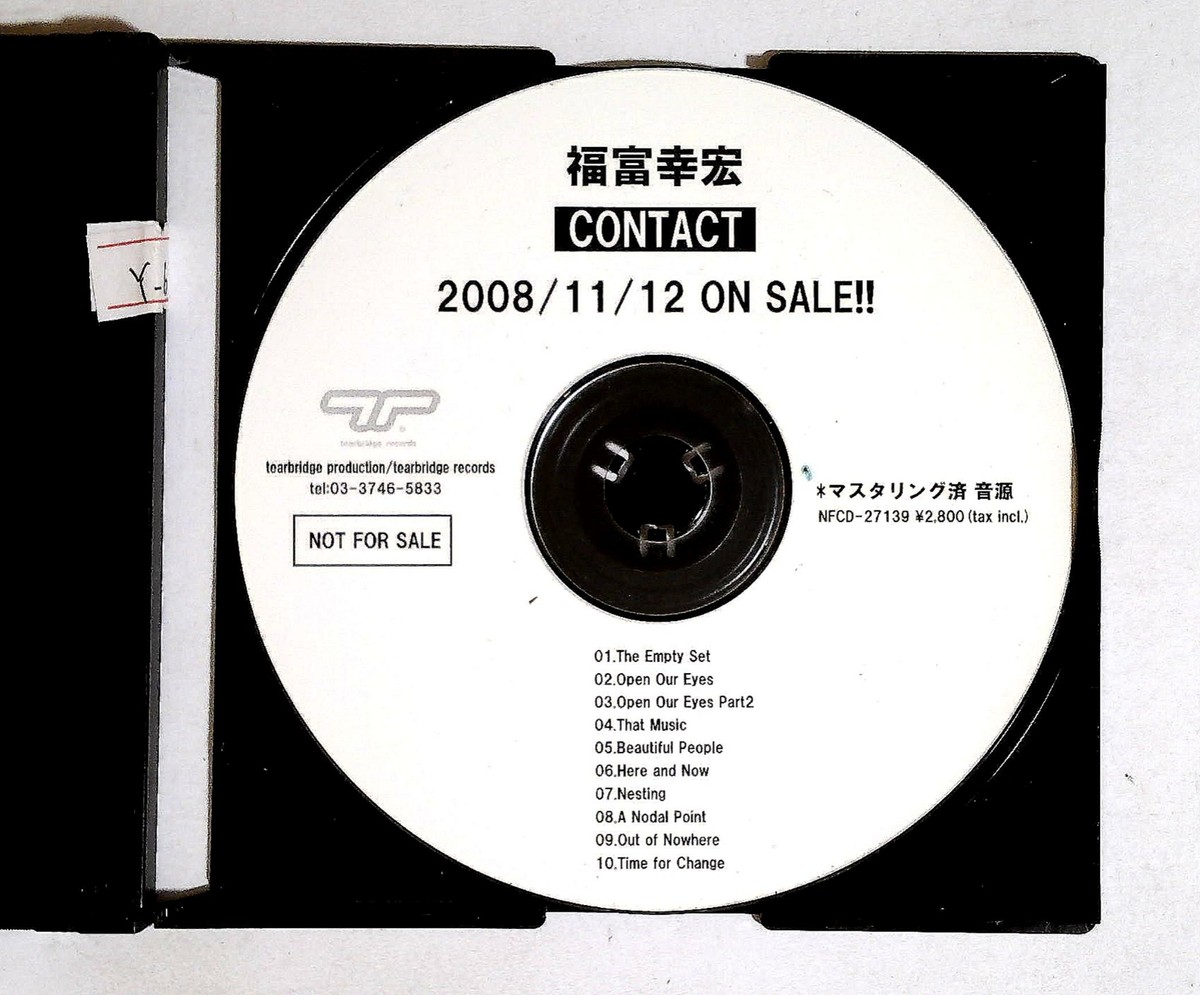 福富幸宏
CONTACT
2008/11/12 ON SALE!!
tearbridge records
tearbridge production/tearbridge records
tel:03-3746-5833
NOT FOR SALE
*マスタリング済 音源
NFCD-27139 ¥2,800(tax incl.)
01.The Empty Set
02.Open Our Eyes
03.Open Our Eyes Part2
04.That Music
05.Beautiful People
06.Here and Now
07.Nesting
08.A Nodal Point
09.Out of Nowhere
10.Time for Change